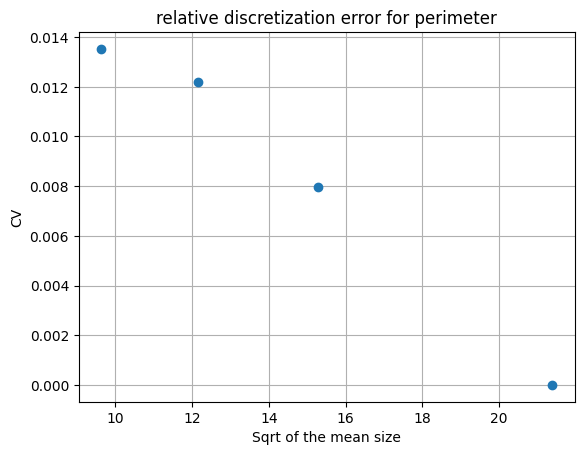 relative discretization error for perimeter
0.014
0.012
0.010
0.008
0.006
0.004
0.002
0.000
CV
10 12 14 16 18 20
Sqrt of the mean size